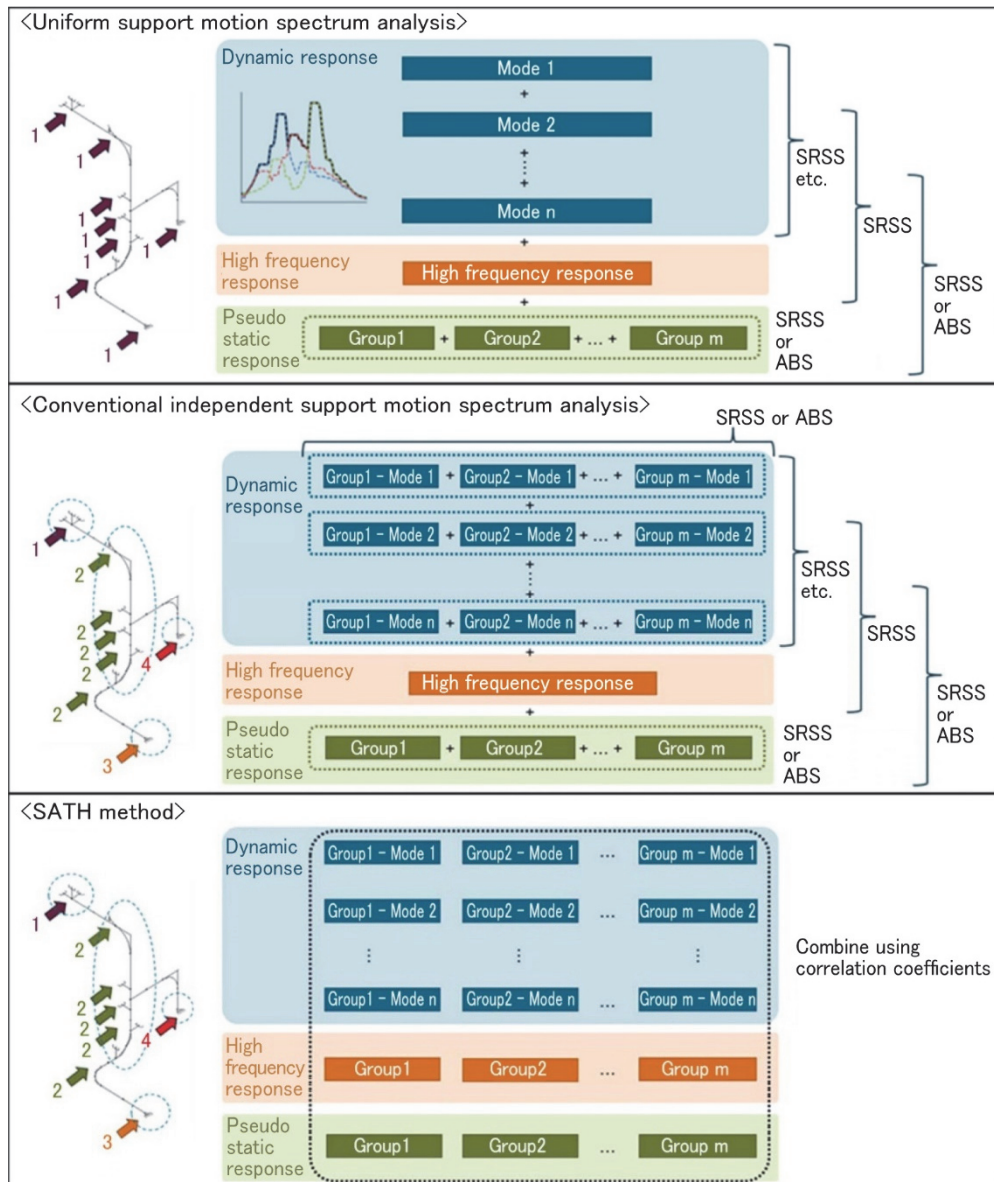 <Uniform support motion spectrum analysis>
Dynamic response
Mode 1
+
Mode 2
+
+
Mode n
SRSS
etc.
SRSS
SRSS
or
ABS
+
High frequency
response
High frequency response
+
Pseudo
static
response
Group1 + Group2 + ... + Group m
SRSS
or
ABS
1
1
1
1
1
1
1
1
<Conventional independent support motion spectrum analysis>
SRSS or ABS
Dynamic
response
Group1 - Mode 1 + Group2 - Mode 1 + ... + Group m - Mode 1
+
Group1 - Mode 2 + Group2 - Mode 2 + ... + Group m - Mode 2
+
+
Group1 - Mode n + Group2 - Mode n + ... + Group m - Mode n
SRSS
etc.
SRSS
SRSS
or
ABS
+
High frequency
response
High frequency response
+
Pseudo
static
response
Group1 + Group2 + ... + Group m
SRSS
or
ABS
1
2
2
2
2
4
2
3
<SATH method>
Dynamic
response
Group1 - Mode 1 Group2 - Mode 1 ... Group m - Mode 1
Group1 - Mode 2 Group2 - Mode 2 ... Group m - Mode 2
Group1 - Mode n Group2 - Mode n ... Group m - Mode n
Combine using
correlation coefficients
High
frequency
response
Group1 Group2 ... Group m
Pseudo
static
response
Group1 Group2 ... Group m
1
2
2
2
2
4
2
3